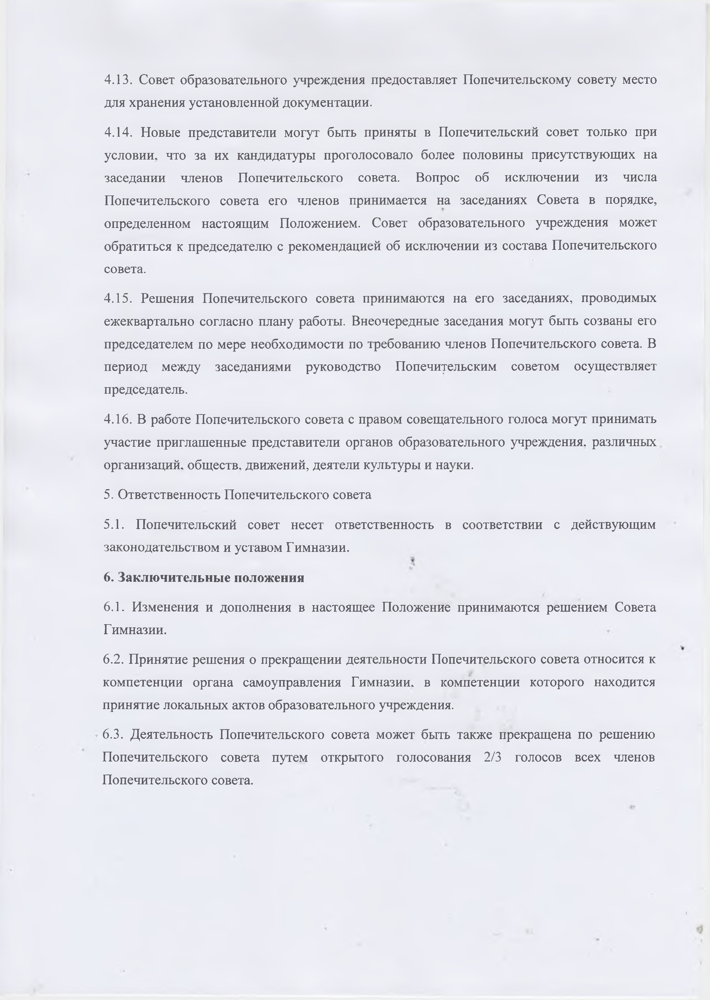 4.13. Совет образовательного учреждения предоставляет Попечительскому совету место
для хранения установленной документации.
4.14. Новые представители могут быть приняты в Попечительский совет только при
условии, что за их кандидатуры проголосовало более половины присутствующих на
заседании членов Попечительского совета. Вопрос об исключении из числа
Попечительского совета его членов принимается на заседаниях Совета в порядке,
определенном настоящим Положением. Совет образовательного учреждения может
обратиться к председателю с рекомендацией об исключении из состава Попечительского
совета.
4.15. Решения Попечительского совета принимаются на его заседаниях, проводимых
ежеквартально согласно плану работы. Внеочередные заседания могут быть созваны его
председателем по мере необходимости по требованию членов Попечительского совета. В
период между заседаниями руководство Попечительским советом осуществляет
председатель.
4.16. В работе Попечительского совета с правом совещательного голоса могут принимать
участие приглашенные представители органов образовательного учреждения, различных
организаций, обществ, движений, деятели культуры и науки.
5. Ответственность Попечительского совета
5.1. Попечительский совет несет ответственность в соответствии с действующим
законодательством и уставом Гимназии.
6. Заключительные положения
6.1. Изменения и дополнения в настоящее Положение принимаются решением Совета
Гимназии.
6.2. Принятие решения о прекращении деятельности Попечительского совета относится к
компетенции органа самоуправления Гимназии, в компетенции которого находится
принятие локальных актов образовательного учреждения.
6.3. Деятельность Попечительского совета может быть также прекращена по решению
Попечительского совета путем открытого голосования 2/3 голосов всех членов
Попечительского совета.